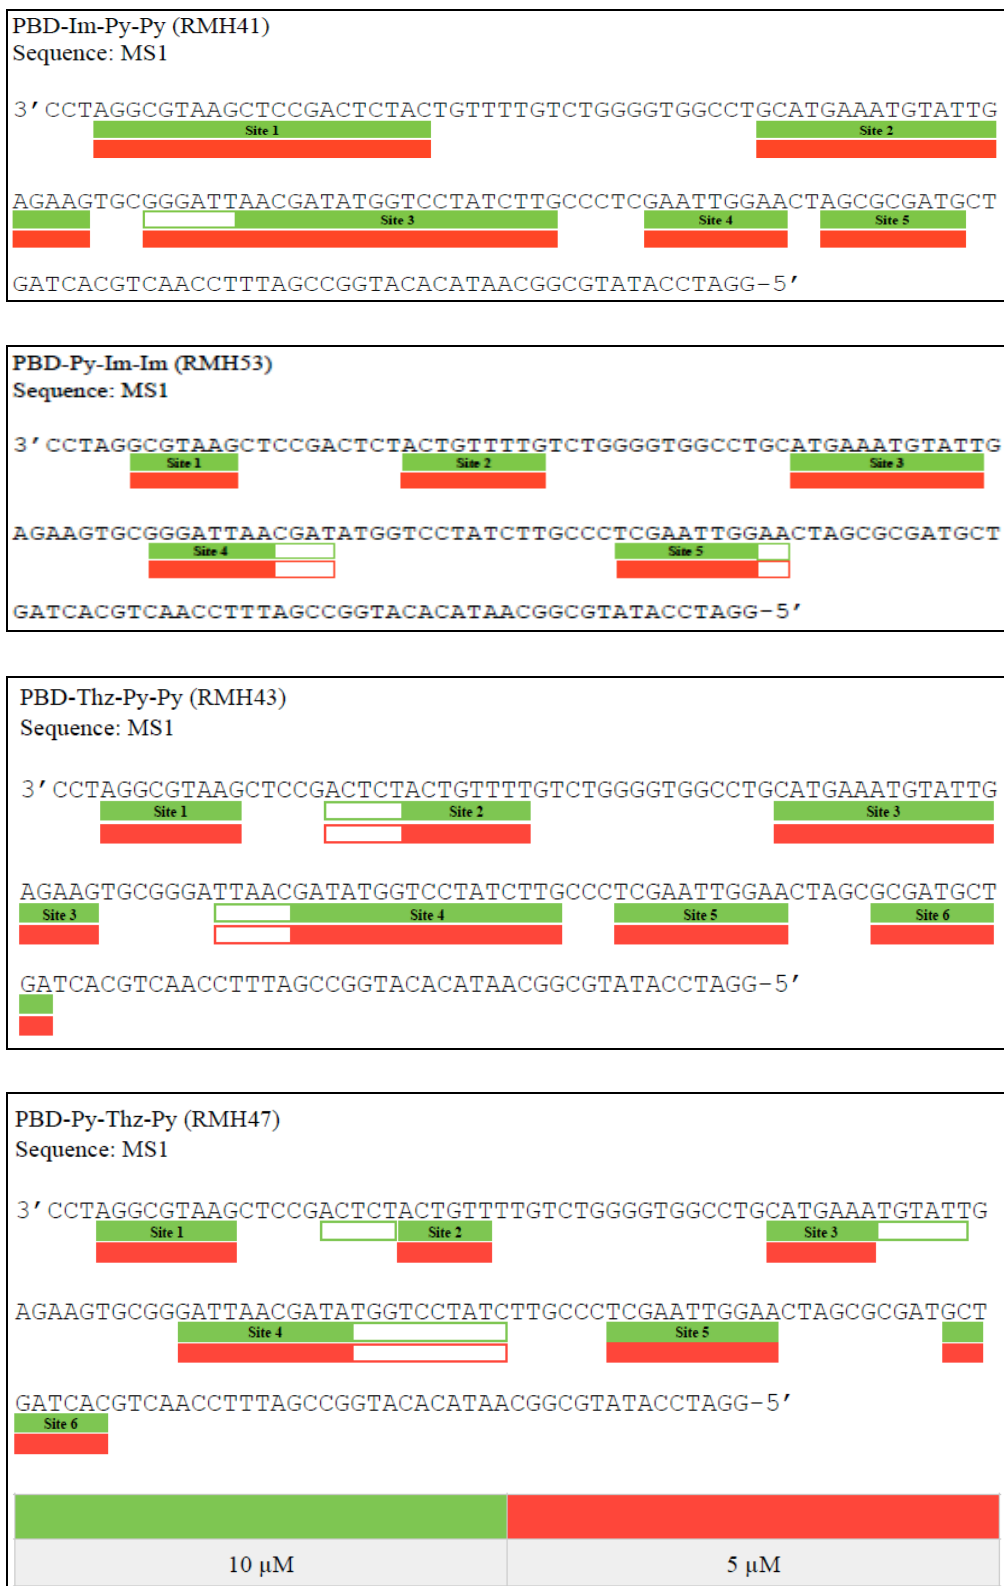 PBD-Im-Py-Py (RMH41)
Sequence: MS1
3'CCTAGGCGTAAGCTCCGACTCTACTGTTTTGTCTGGGGTGGCCTGCATGAAATGTATTG
Site 1 Site 2
AGAAGTGCGGGATTAACGATATGGTCCTATCTTGCCCTCGAATTGGAACTAGCGCGATGCT
Site 3 Site 4 Site 5
GATCACGTCAACCTTTAGCCGGTACACATAACGGCGTATACCTAGG-5'
PBD-Py-Im-Im (RMH53)
Sequence: MS1
3'CCTAGGCGTAAGCTCCGACTCTACTGTTTTGTCTGGGGTGGCCTGCATGAAATGTATTG
Site 1 Site 2 Site 3
AGAAGTGCGGGATTAACGATATGGTCCTATCTTGCCCTCGAATTGGAACTAGCGCGATGCT
Site 4 Site 5
GATCACGTCAACCTTTAGCCGGTACACATAACGGCGTATACCTAGG-5'
PBD-Thz-Py-Py (RMH43)
Sequence: MS1
3'CCTAGGCGTAAGCTCCGACTCTACTGTTTTGTCTGGGGTGGCCTGCATGAAATGTATTG
Site 1 Site 2 Site 3
AGAAGTGCGGGATTAACGATATGGTCCTATCTTGCCCTCGAATTGGAACTAGCGCGATGCT
Site 3 Site 4 Site 5 Site 6
GATCACGTCAACCTTTAGCCGGTACACATAACGGCGTATACCTAGG-5'
PBD-Py-Thz-Py (RMH47)
Sequence: MS1
3'CCTAGGCGTAAGCTCCGACTCTACTGTTTTGTCTGGGGTGGCCTGCATGAAATGTATTG
Site 1 Site 2 Site 3
AGAAGTGCGGGATTAACGATATGGTCCTATCTTGCCCTCGAATTGGAACTAGCGCGATGCT
Site 4 Site 5
GATCACGTCAACCTTTAGCCGGTACACATAACGGCGTATACCTAGG-5'
Site 6
10 µM 5 µM